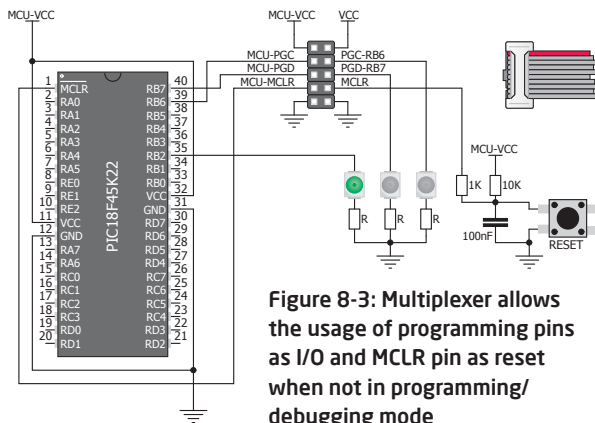 MCU-VCC
MCU-VCC VCC
MCU-PGC PGC-RB6
MCU-PGD PGD-RB7
MCU-MCLR MCLR
1 MCLR RB7 40
2 RA0 RB6 39
3 RA1 RB5 38
4 RA2 RB4 37
5 RA3 RB3 36
6 RA4 RB2 35
7 RA5 RB1 34
8 RE0 RB0 33
9 RE1 VCC 32
10 RE2 GND 31
11 VCC RD7 30
12 GND RD6 29
13 RA7 RD5 28
14 RA6 RD4 27
15 RC0 RC7 26
16 RC1 RC6 25
17 RC2 RC5 24
18 RC3 RC4 23
19 RD0 RD3 22
20 RD1 RD2 21
PIC18F45K22
MCU-VCC
1K 10K
R R R
100nF
RESET
Figure 8-3: Multiplexer allows
the usage of programming pins
as I/O and MCLR pin as reset
when not in programming/
debugging mode